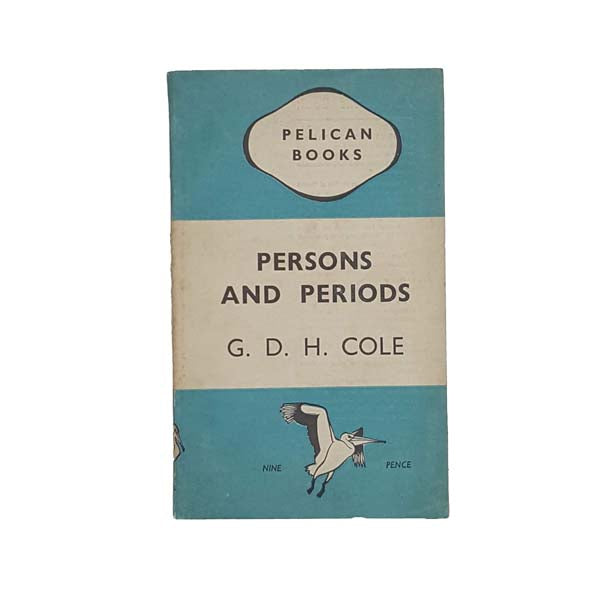 PELICAN
BOOKS
PERSONS
AND PERIODS
G. D. H. COLE
NINE PENCE